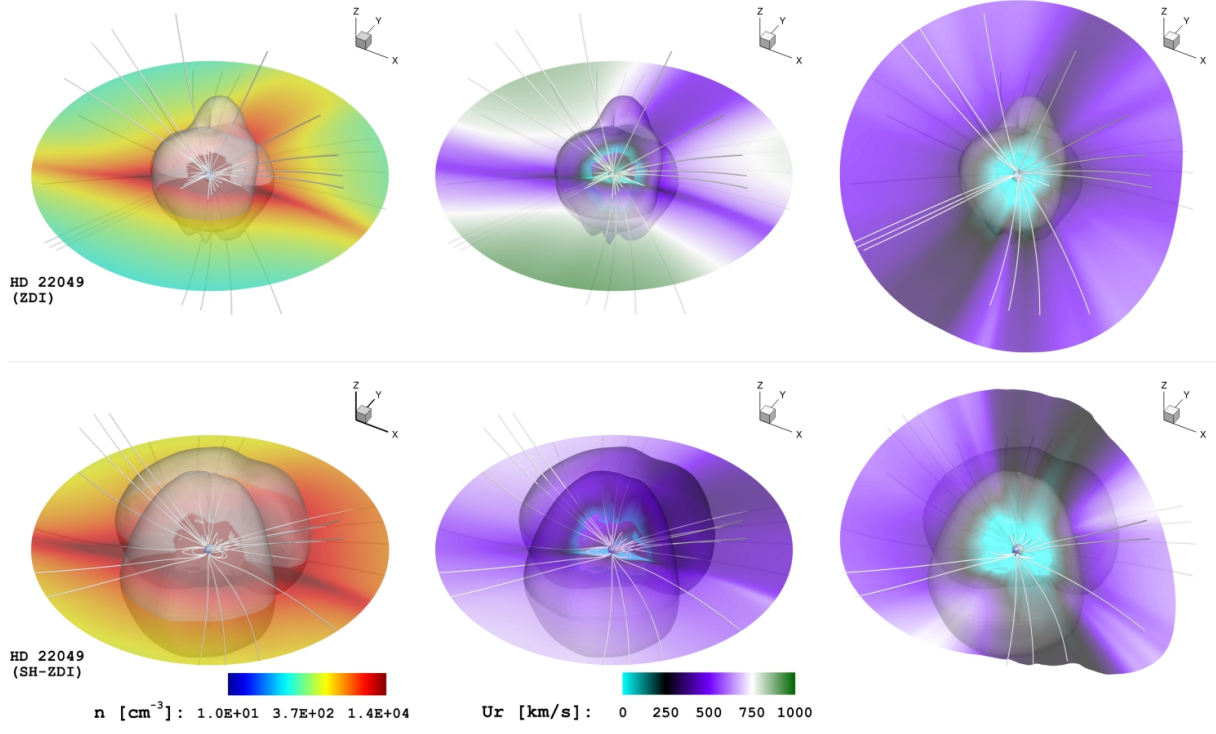 Z
Y
X
Z
Y
X
Z
Y
X
HD 22049
(ZDI)
Z
Y
X
Z
Y
X
Z
Y
X
HD 22049
(SH-ZDI)
n [cm⁻³]: 1.0E+01 3.7E+02 1.4E+04
Ur [km/s]: 0 250 500 750 1000